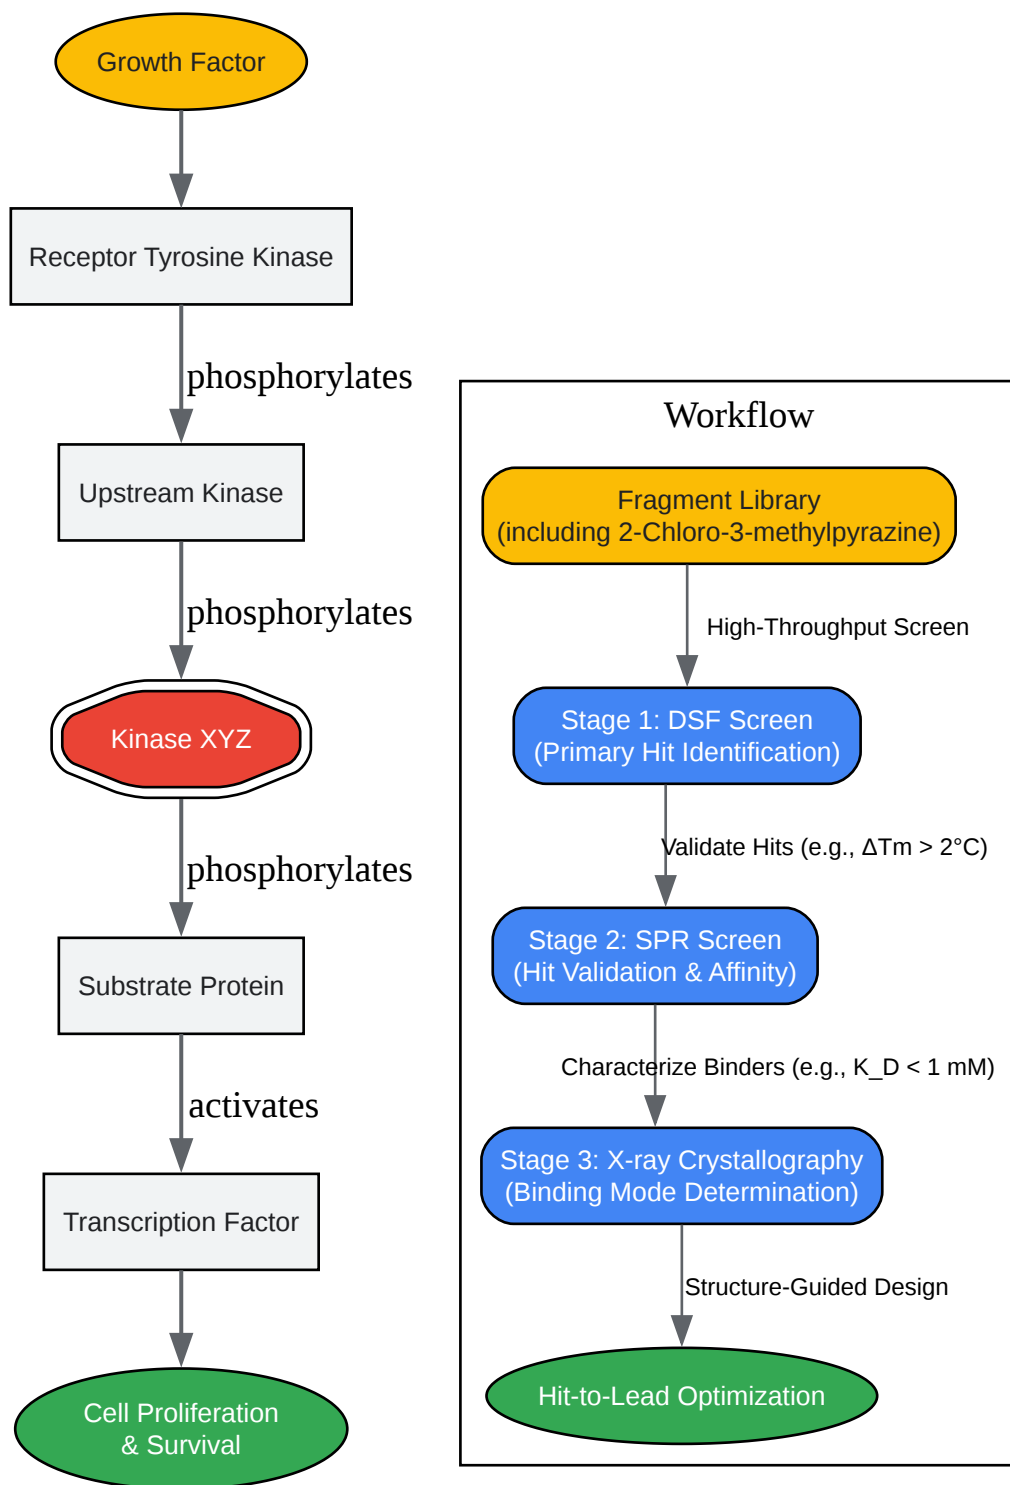 Growth Factor
Receptor Tyrosine Kinase
phosphorylates
Upstream Kinase
phosphorylates
Kinase XYZ
phosphorylates
Substrate Protein
activates
Transcription Factor
Cell Proliferation
& Survival
Workflow
Fragment Library
(including 2-Chloro-3-methylpyrazine)
High-Throughput Screen
Stage 1: DSF Screen
(Primary Hit Identification)
Validate Hits (e.g., ΔTm > 2°C)
Stage 2: SPR Screen
(Hit Validation & Affinity)
Characterize Binders (e.g., K_D < 1 mM)
Stage 3: X-ray Crystallography
(Binding Mode Determination)
Structure-Guided Design
Hit-to-Lead Optimization